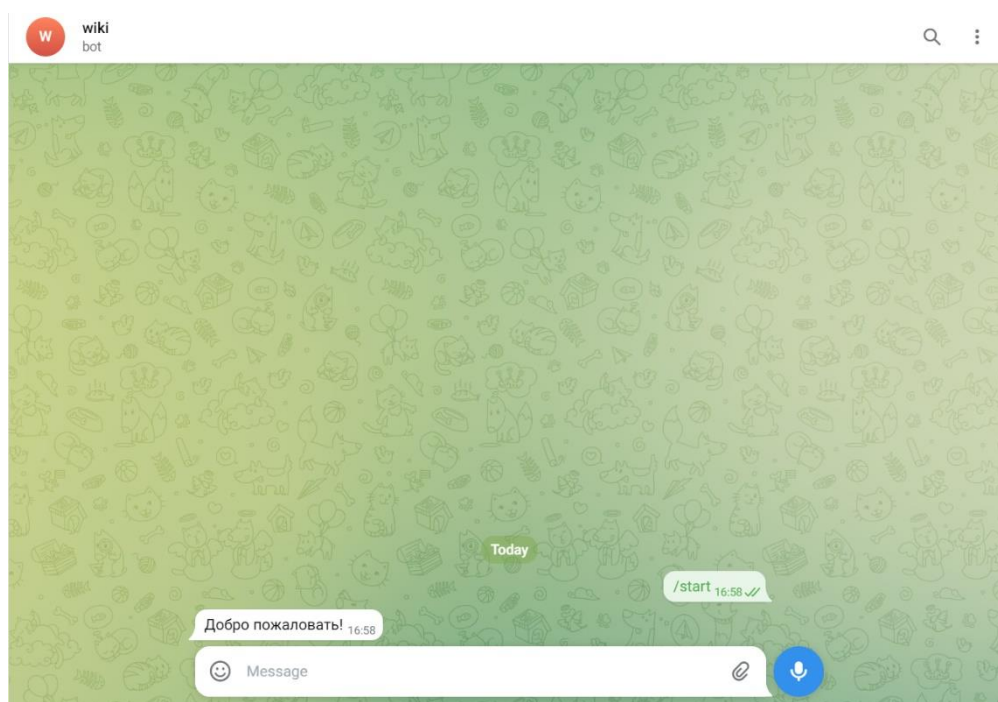 W
wiki
bot
Today
/start 16:58
Добро пожаловать! 16:58
Message